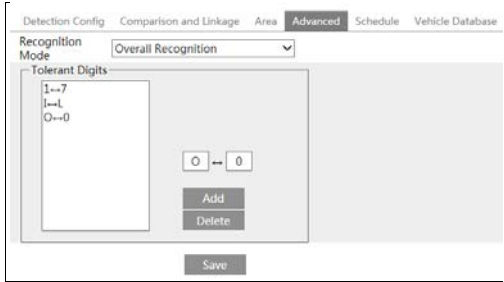 Detection Config Comparison and Linkage Area Advanced Schedule Vehicle Database
Recognition Mode Overall Recognition
Tolerant Digits
1↔7
I↔L
O↔0
O ↔ 0
Add
Delete
Save